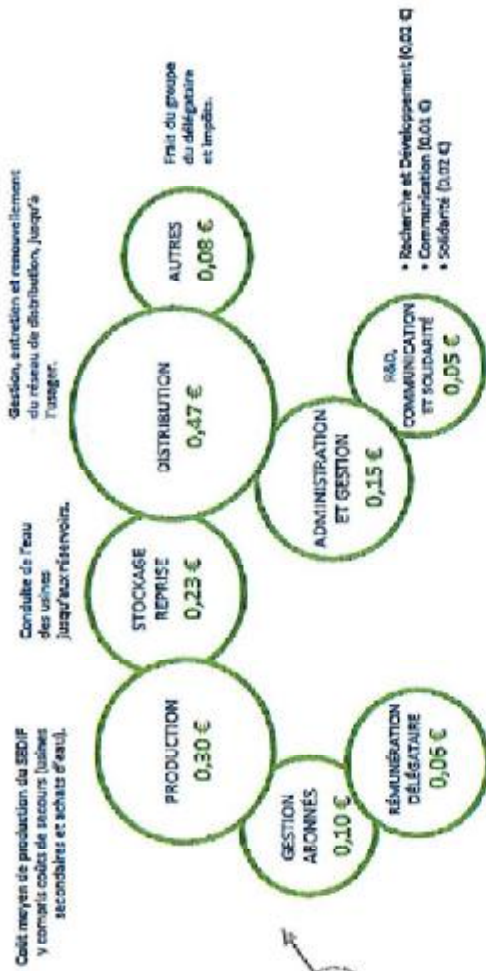 Coût moyen de production du SEDIF
y compris coûts de secours (usines
secondaires et achats d'eau).
Conduite de l'eau
des usines
jusqu'aux réservoirs.
Gestion, entretien et renouvellement
du réseau de distribution, jusqu'à
l'usager.
PRODUCTION
0,30 €
STOCKAGE
REPRISE
0,23 €
DISTRIBUTION
0,47 €
AUTRES
0,08 €
Frait du groupe
du délégataire
et impôts.
GESTION
ABONNÉS
0,10 €
RÉMUNÉRATION
DÉLÉGATAIRE
0,06 €
ADMINISTRATION
ET GESTION
0,15 €
R&D,
COMMUNICATION
ET SOLIDARITÉ
0,05 €
• Recherche et Développement (0,02 €)
• Communication (0,01 €)
• Solidarité (0,02 €)